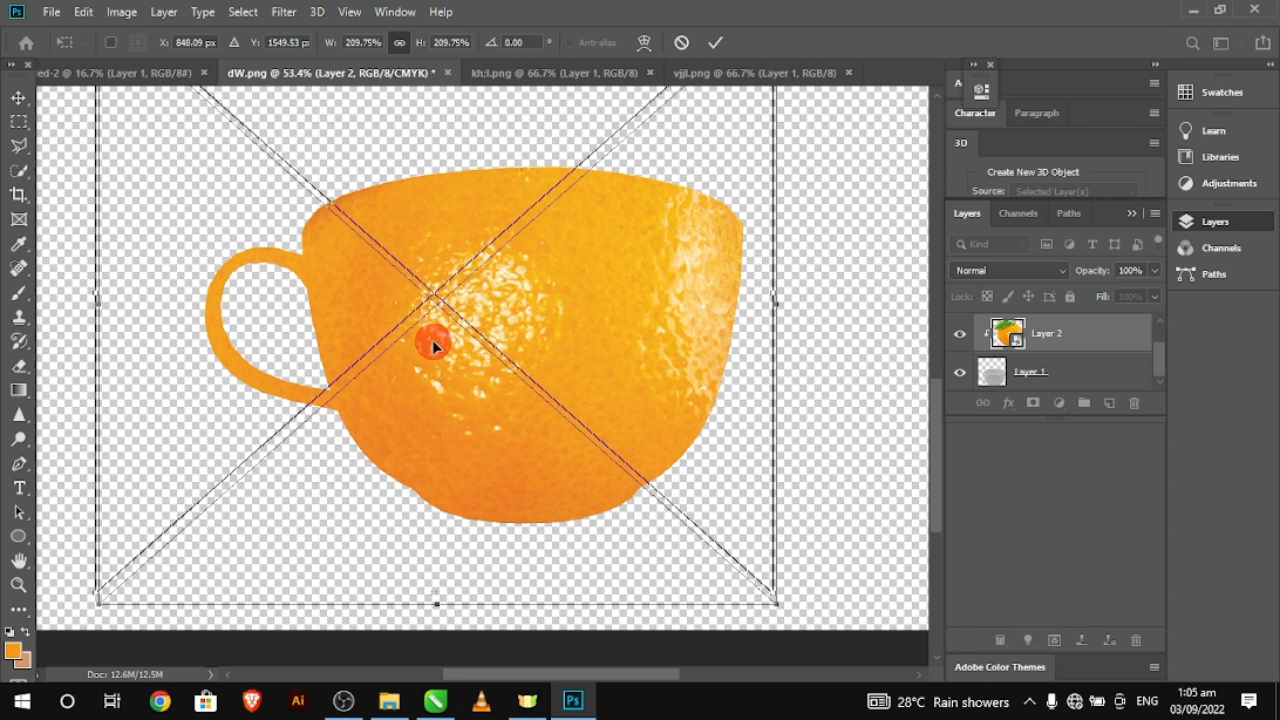 Ps File Edit Image Layer Type Select Filter 3D View Window Help
X: 848.09 px Y: 1549.53 p W: 209.75% H: 209.75% 0.00 ° Anti-alias
ed-2 @ 16.7% (Layer 1, RGB/8#) × dW.png @ 53.4% (Layer 2, RGB/8/CMYK) * × kh;l.png @ 66.7% (Layer 1, RGB/8) × vjjl.png @ 66.7% (Layer 1, RGB/8) ×
A
Character Paragraph
3D
Create New 3D Object
Source: Selected Layer(s)
Layers Channels Paths
Kind
Normal Opacity: 100%
Lock: Fill: 100%
Layer 2
Layer 1
fx
Adobe Color Themes
Swatches
Learn
Libraries
Adjustments
Layers
Channels
Paths
Doc: 12.6M/12.5M
Ai Ps 28°C Rain showers ENG 1:05 am
03/09/2022